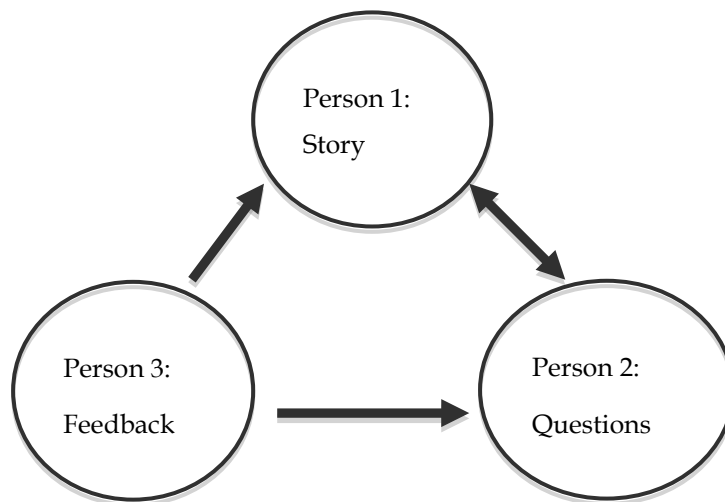 Person 1:
Story
Person 3:
Feedback
Person 2:
Questions